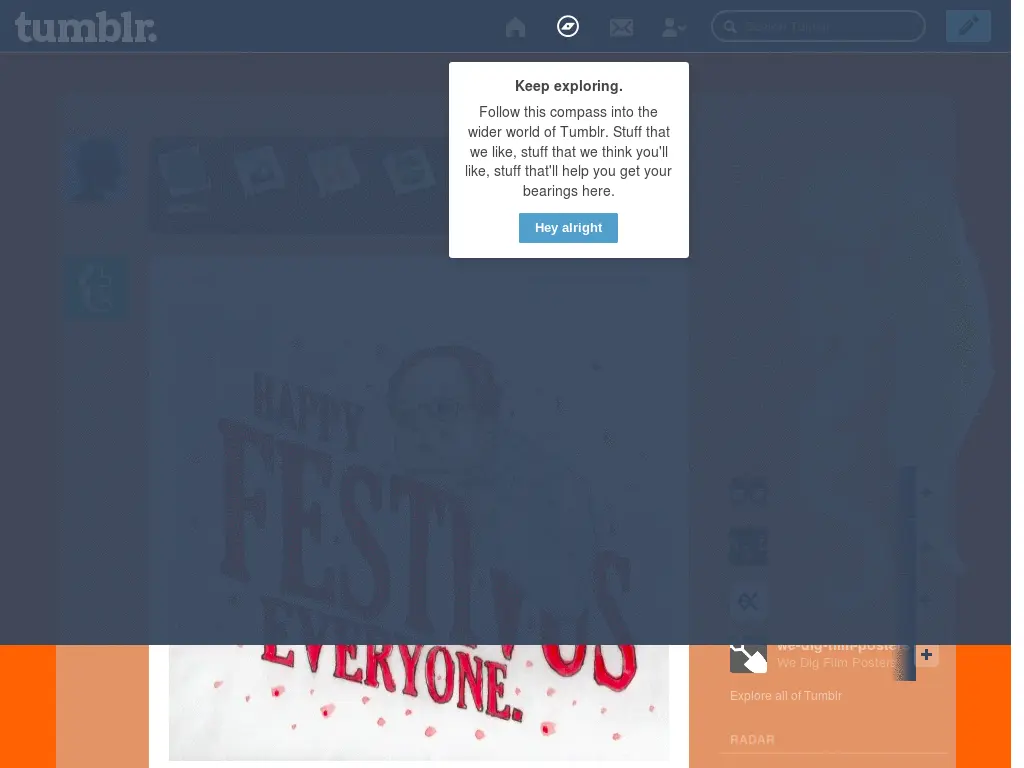 tumblr.
Search Tumblr
Keep exploring.
Follow this compass into the
wider world of Tumblr. Stuff that
we like, stuff that we think you'll
like, stuff that'll help you get your
bearings here.
Hey alright
HAPPY
FESTIVUS
EVERYONE.
we-dig-film-posters
We Dig Film Posters
Explore all of Tumblr
RADAR